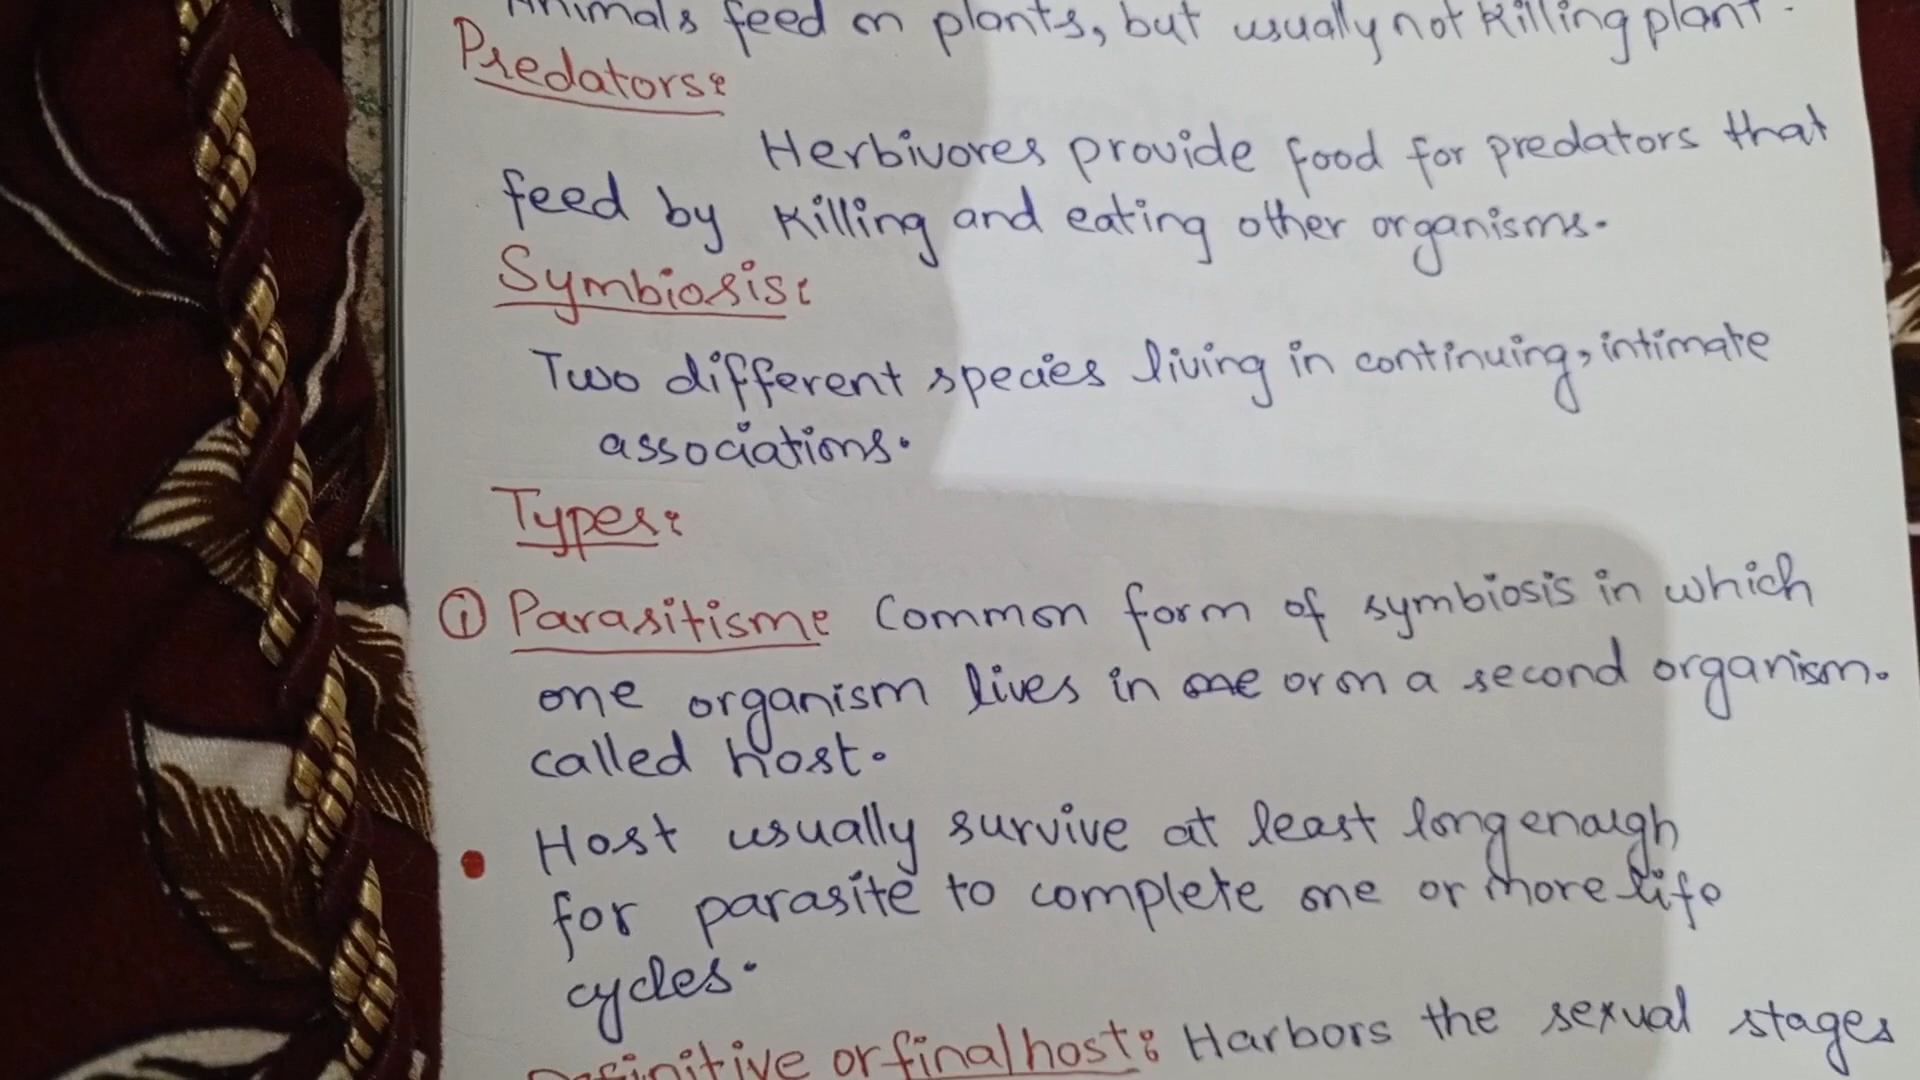 Animals feed on plants, but usually not killing plant.
Predators:
Herbivores provide food for predators that
feed by killing and eating other organisms.
Symbiosis:
Two different species living in continuing, intimate
associations.
Types:
① Parasitism: Common form of symbiosis in which
one organism lives in or on a second organism.
called host.
• Host usually survive at least long enough
for parasite to complete one or more life
cycles.
Definitive or final host: Harbors the sexual stages